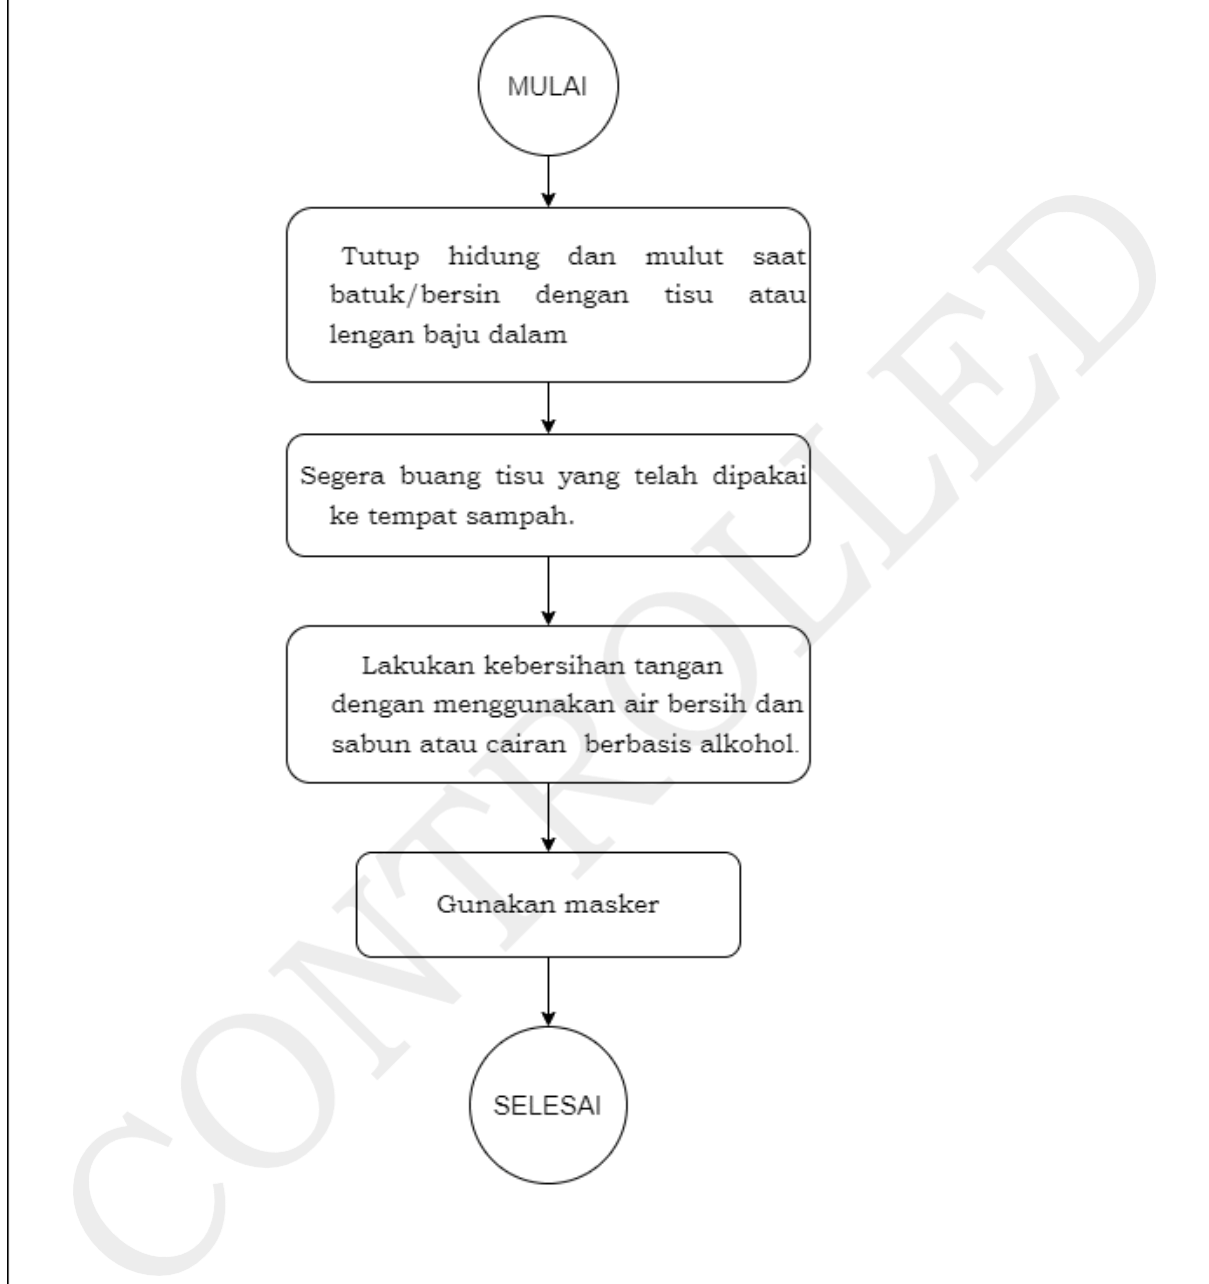 MULAI
Tutup hidung dan mulut saat
batuk/bersin dengan tisu atau
lengan baju dalam
Segera buang tisu yang telah dipakai
ke tempat sampah.
Lakukan kebersihan tangan
dengan menggunakan air bersih dan
sabun atau cairan berbasis alkohol.
Gunakan masker
SELESAI
CONTROLLED